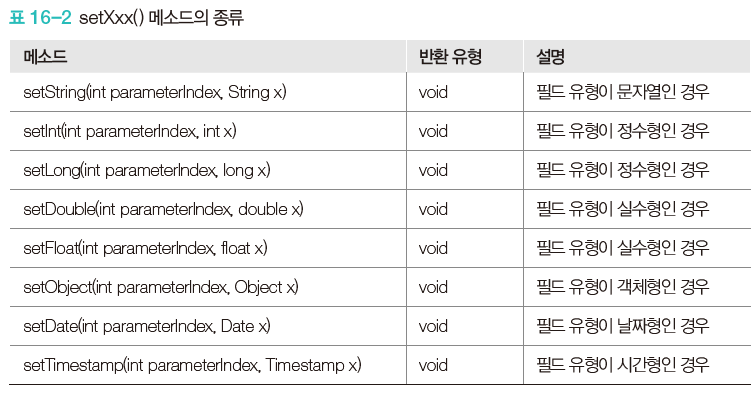 표 16-2 setXxx() 메소드의 종류
메소드 반환 유형 설명
setString(int parameterIndex, String x) void 필드 유형이 문자열인 경우
setInt(int parameterIndex, int x) void 필드 유형이 정수형인 경우
setLong(int parameterIndex, long x) void 필드 유형이 정수형인 경우
setDouble(int parameterIndex, double x) void 필드 유형이 실수형인 경우
setFloat(int parameterIndex, float x) void 필드 유형이 실수형인 경우
setObject(int parameterIndex, Object x) void 필드 유형이 객체형인 경우
setDate(int parameterIndex, Date x) void 필드 유형이 날짜형인 경우
setTimestamp(int parameterIndex, Timestamp x) void 필드 유형이 시간형인 경우